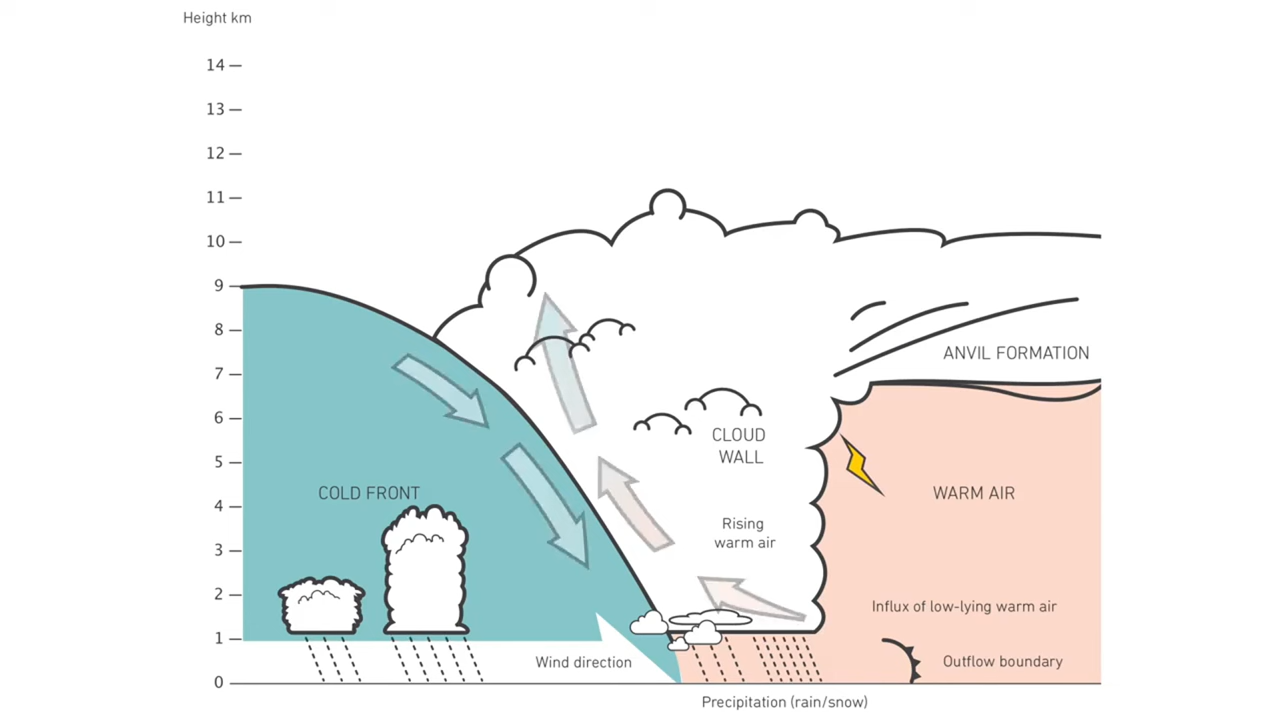 Height km
14
13
12
11
10
9
8
7
6
5
4
3
2
1
0
ANVIL FORMATION
CLOUD
WALL
COLD FRONT
WARM AIR
Rising
warm air
Influx of low-lying warm air
Wind direction
Outflow boundary
Precipitation (rain/snow)